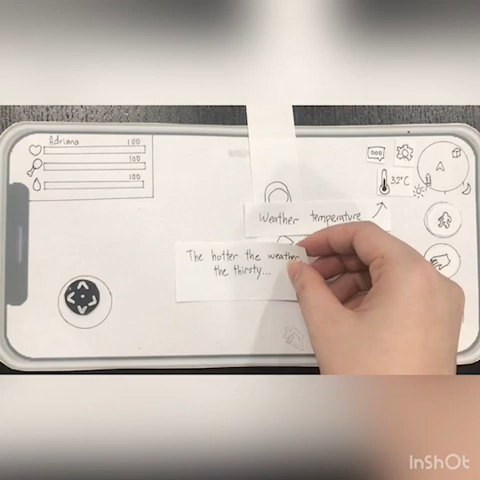 Adriana 100
100
100
32°C
Weather temperature
The hotter the weather
the thirsty...
InShOt